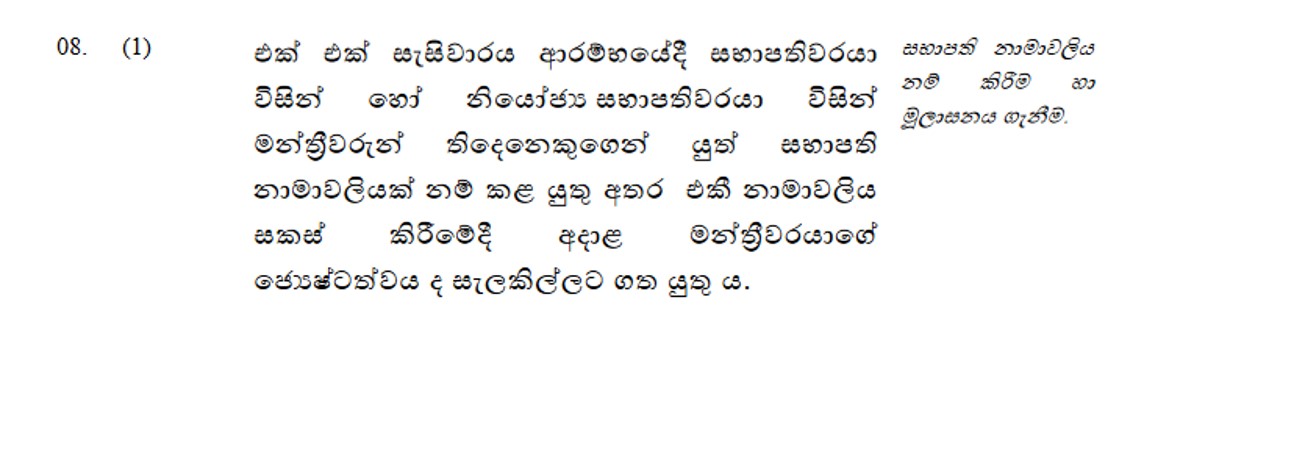 08. (1)
එක් එක් සැසිවාරය ආරම්භයේදී සභාපතිවරයා
විසින් හෝ නියෝජ්‍ය සභාපතිවරයා විසින්
මන්ත්‍රීවරුන් තිදෙනෙකුගෙන් යුත් සභාපති
නාමාවලියක් නම් කළ යුතු අතර එකී නාමාවලිය
සකස් කිරීමේදී අදාළ මන්ත්‍රීවරයාගේ
ජ්‍යෙෂ්ටත්වය ද සැලකිල්ලට ගත යුතු ය.
සභාපති නාමාවලිය
නම් කිරීම හා
මූලාසනය ගැනීම.